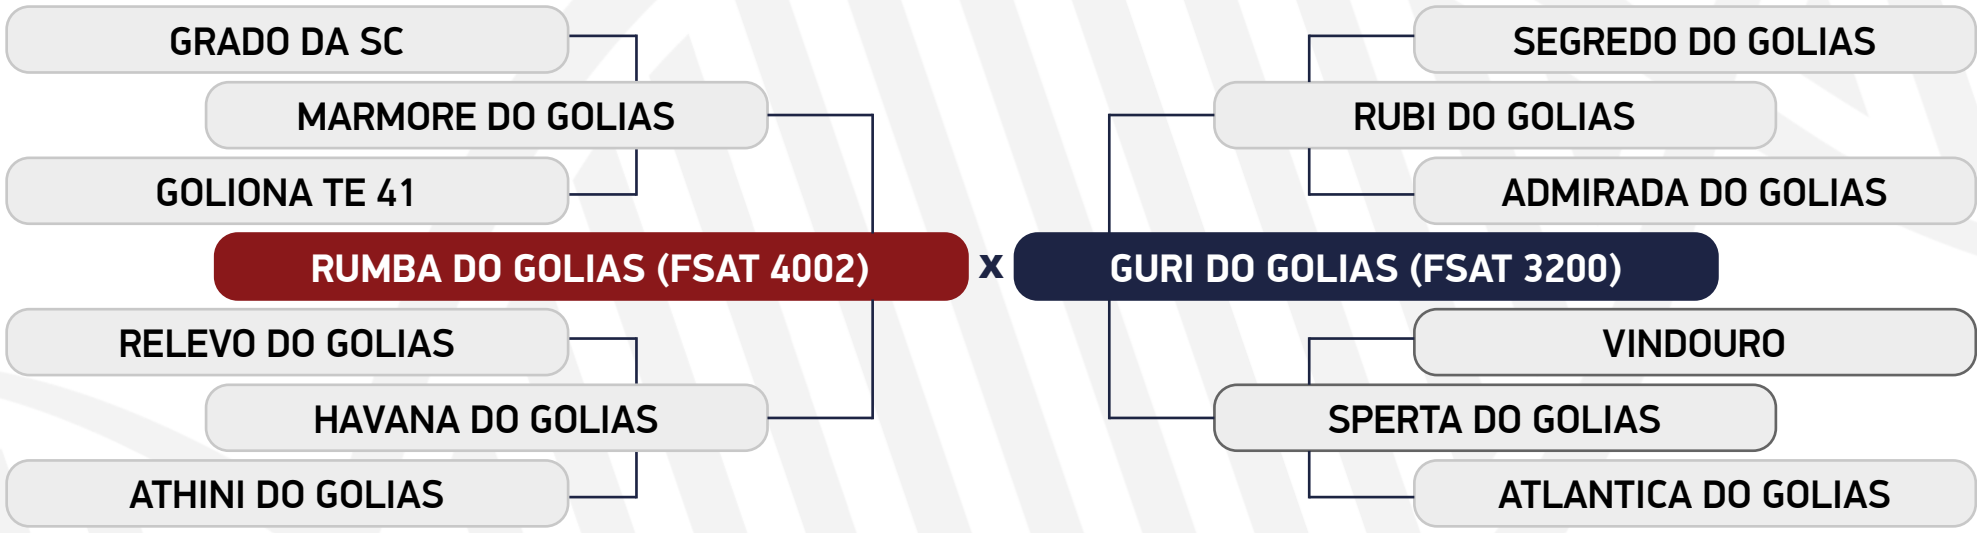 GRADO DA SC
MARMORE DO GOLIAS
GOLIONA TE 41
RUMBA DO GOLIAS (FSAT 4002)
RELEVO DO GOLIAS
HAVANA DO GOLIAS
ATHINI DO GOLIAS
x
SEGREDO DO GOLIAS
RUBI DO GOLIAS
ADMIRADA DO GOLIAS
GURI DO GOLIAS (FSAT 3200)
VINDOURO
SPERTA DO GOLIAS
ATLANTICA DO GOLIAS